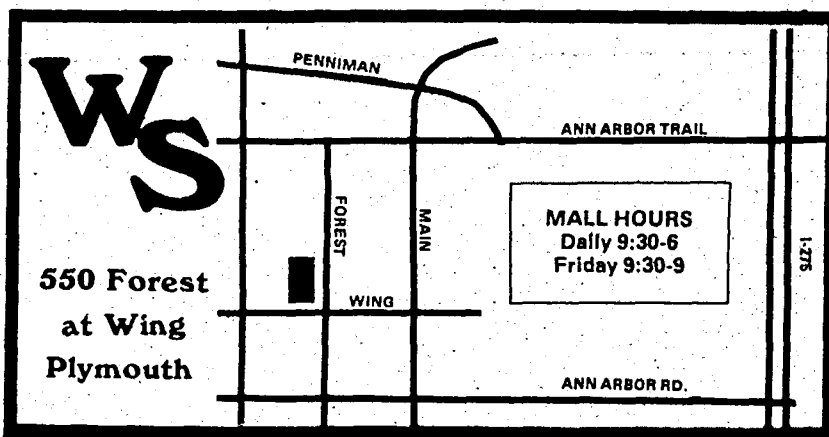 WS
550 Forest
at Wing
Plymouth
PENNIMAN
ANN ARBOR TRAIL
FOREST
MAIN
MALL HOURS
Daily 9:30-6
Friday 9:30-9
I-275
WING
ANN ARBOR RD.